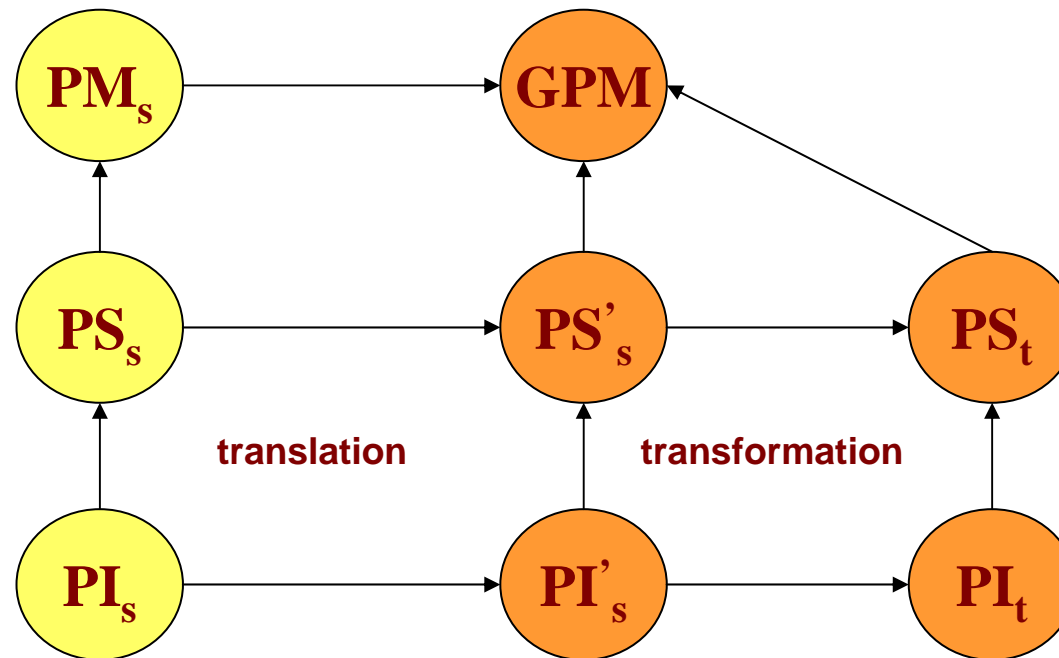 PMs GPM
PSs PS’s PSt
translation transformation
PIs PI’s PIt